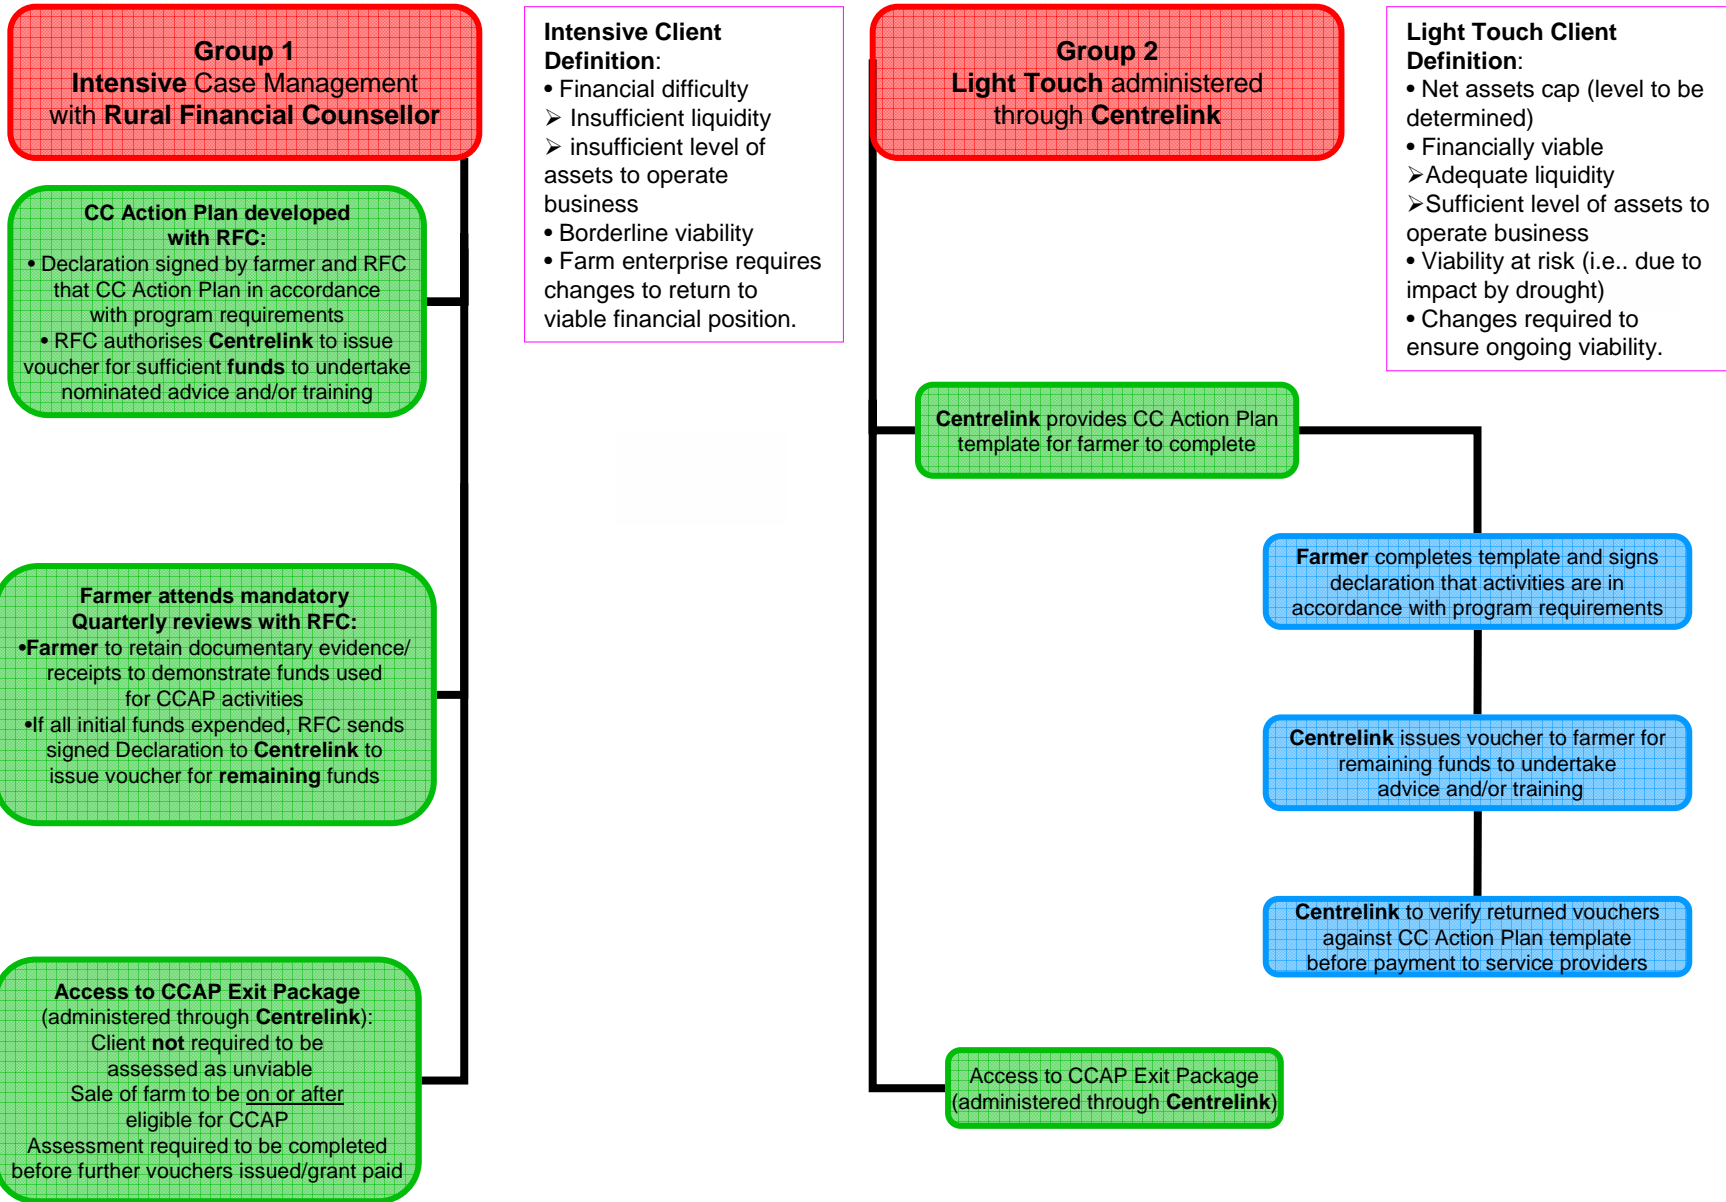 Group 1
Intensive Case Management
with Rural Financial Counsellor
CC Action Plan developed
with RFC:
• Declaration signed by farmer and RFC
that CC Action Plan in accordance
with program requirements
• RFC authorises Centrelink to issue
voucher for sufficient funds to undertake
nominated advice and/or training
Farmer attends mandatory
Quarterly reviews with RFC:
•Farmer to retain documentary evidence/
receipts to demonstrate funds used
for CCAP activities
•If all initial funds expended, RFC sends
signed Declaration to Centrelink to
issue voucher for remaining funds
Access to CCAP Exit Package
(administered through Centrelink):
Client not required to be
assessed as unviable
Sale of farm to be on or after
eligible for CCAP
Assessment required to be completed
before further vouchers issued/grant paid
Intensive Client
Definition:
• Financial difficulty
➢ Insufficient liquidity
➢ insufficient level of
assets to operate
business
• Borderline viability
• Farm enterprise requires
changes to return to
viable financial position.
Group 2
Light Touch administered
through Centrelink
Light Touch Client
Definition:
• Net assets cap (level to be
determined)
• Financially viable
➢Adequate liquidity
➢Sufficient level of assets to
operate business
• Viability at risk (i.e.. due to
impact by drought)
• Changes required to
ensure ongoing viability.
Centrelink provides CC Action Plan
template for farmer to complete
Farmer completes template and signs
declaration that activities are in
accordance with program requirements
Centrelink issues voucher to farmer for
remaining funds to undertake
advice and/or training
Centrelink to verify returned vouchers
against CC Action Plan template
before payment to service providers
Access to CCAP Exit Package
(administered through Centrelink)